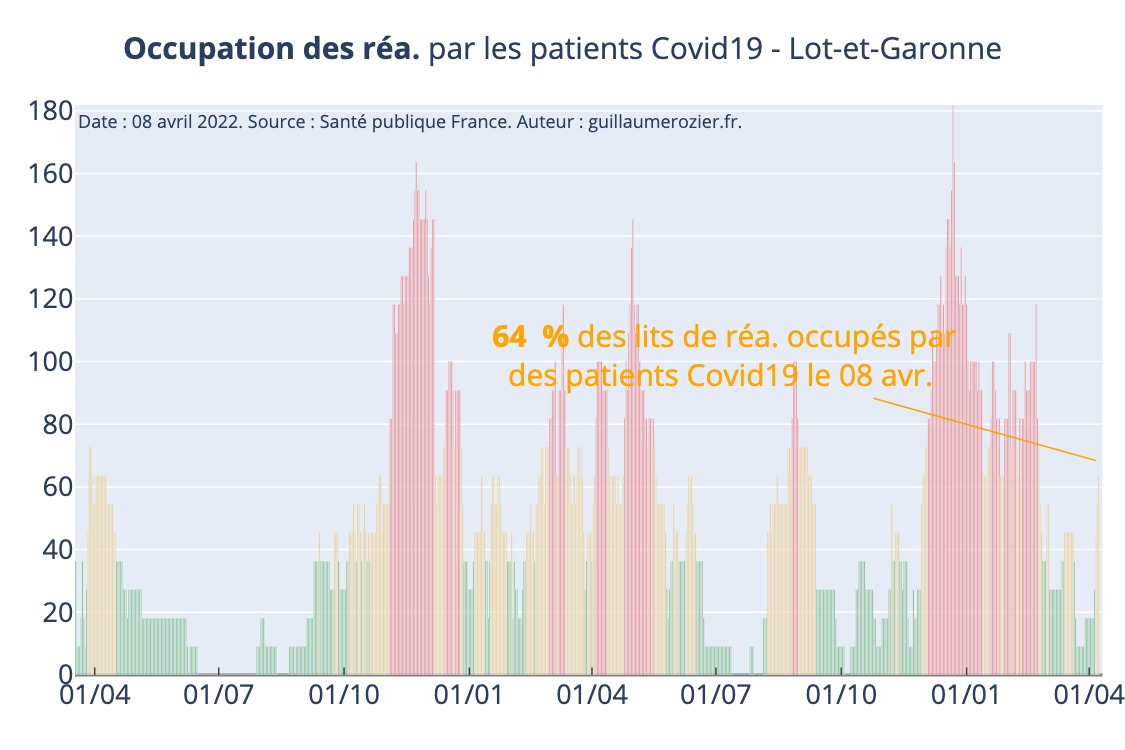 Occupation des réa. par les patients Covid19 - Lot-et-Garonne
180
Date : 08 avril 2022. Source : Santé publique France. Auteur : guillaumerozier.fr.
160
140
120
64 % des lits de réa. occupés par
100
des patients Covid19 le 08 avr.
80
60
40
20
0
01/04 01/07 01/10 01/01 01/04 01/07 01/10 01/01 01/04